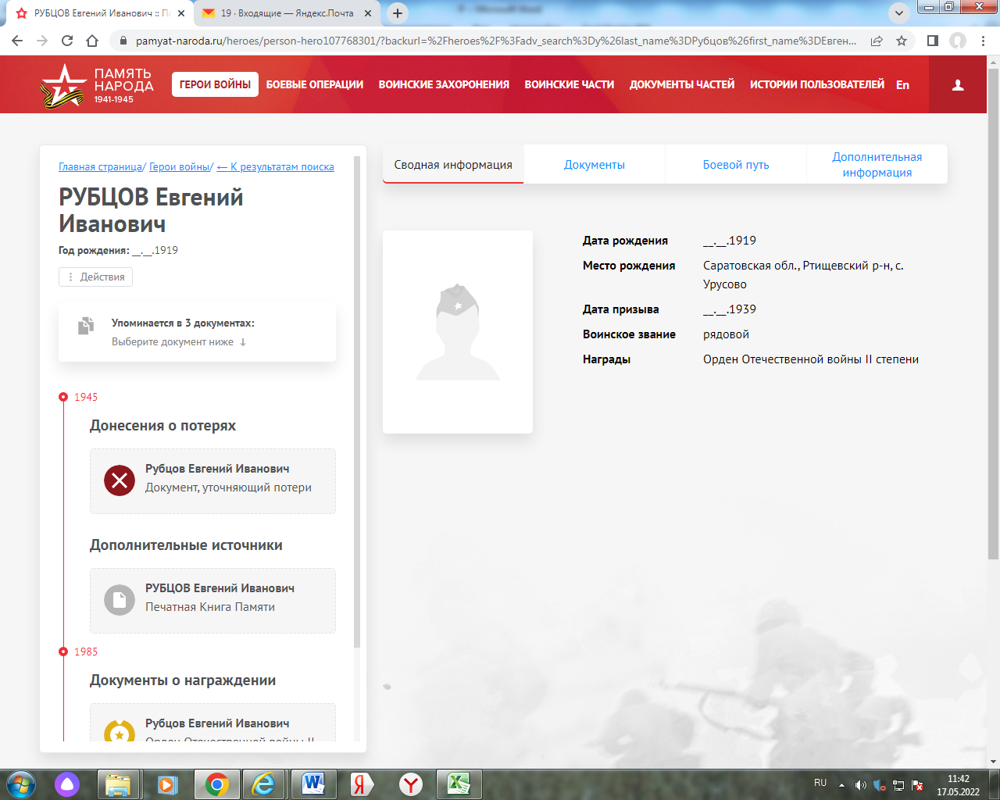 РУБЦОВ Евгений Иванович :: Па
19 · Входящие — Яндекс.Почта
pamyat-naroda.ru/heroes/person-hero107768301/?backurl=%2Fheroes%2F%3Fadv_search%3Dy%26last_name%3DРубцов%26first_name%3DЕвген...
ПАМЯТЬ
НАРОДА
1941-1945
ГЕРОИ ВОЙНЫ
БОЕВЫЕ ОПЕРАЦИИ
ВОИНСКИЕ ЗАХОРОНЕНИЯ
ВОИНСКИЕ ЧАСТИ
ДОКУМЕНТЫ ЧАСТЕЙ
ИСТОРИИ ПОЛЬЗОВАТЕЛЕЙ
En
Главная страница/ Герои войны/ ← К результатам поиска
РУБЦОВ Евгений
Иванович
Год рождения: __.__.1919
Действия
Упоминается в 3 документах:
Выберите документ ниже ↓
1945
Донесения о потерях
Рубцов Евгений Иванович
Документ, уточняющий потери
Дополнительные источники
РУБЦОВ Евгений Иванович
Печатная Книга Памяти
1985
Документы о награждении
Рубцов Евгений Иванович
Орден Отечественной войны II
Сводная информация
Документы
Боевой путь
Дополнительная
информация
Дата рождения __.__.1919
Место рождения Саратовская обл., Ртищевский р-н, с.
Урусово
Дата призыва __.__.1939
Воинское звание рядовой
Награды Орден Отечественной войны II степени
RU
11:42
17.05.2022